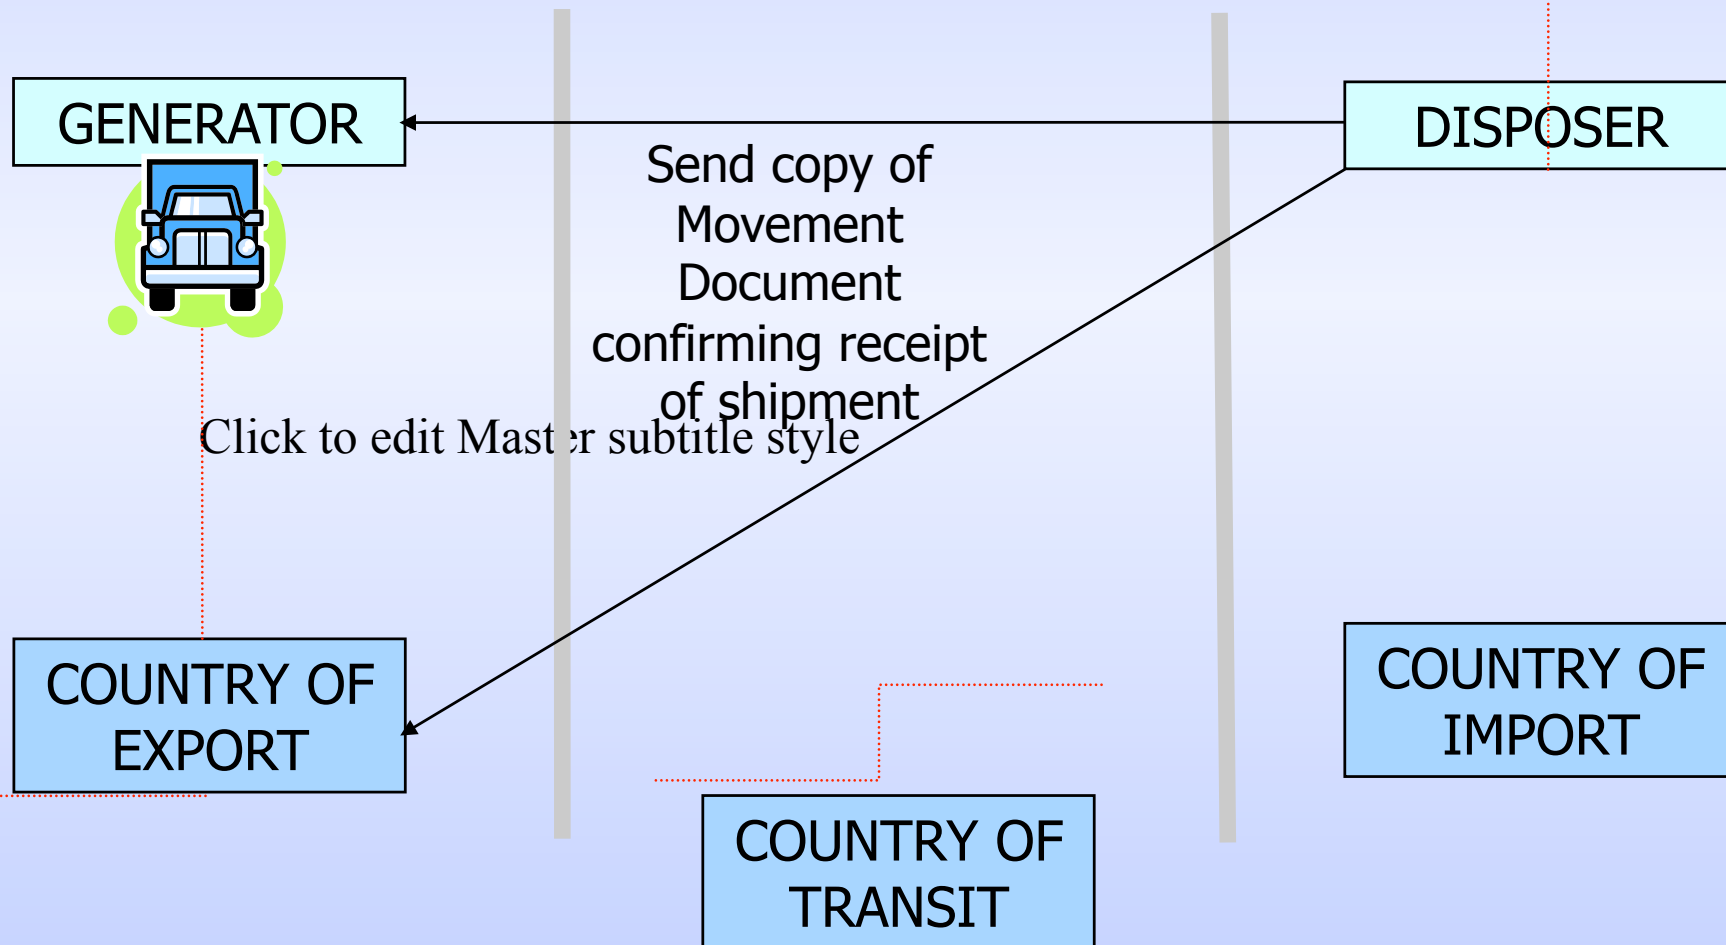 GENERATOR
DISPOSER
Send copy of
Movement
Document
confirming receipt
of shipment
Click to edit Master subtitle style
COUNTRY OF
EXPORT
COUNTRY OF
IMPORT
COUNTRY OF
TRANSIT